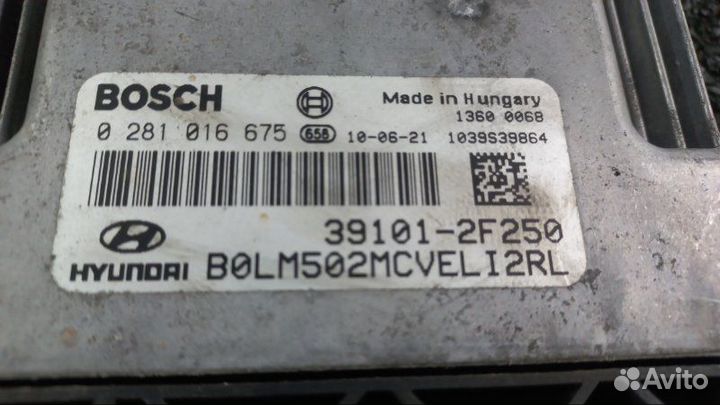 BOSCH
Made in Hungary
1360 0068
0 281 016 675 658 10-06-21 1039S39864
39101-2F250
HYUNDAI B0LM502MCVELI2RL
Avito